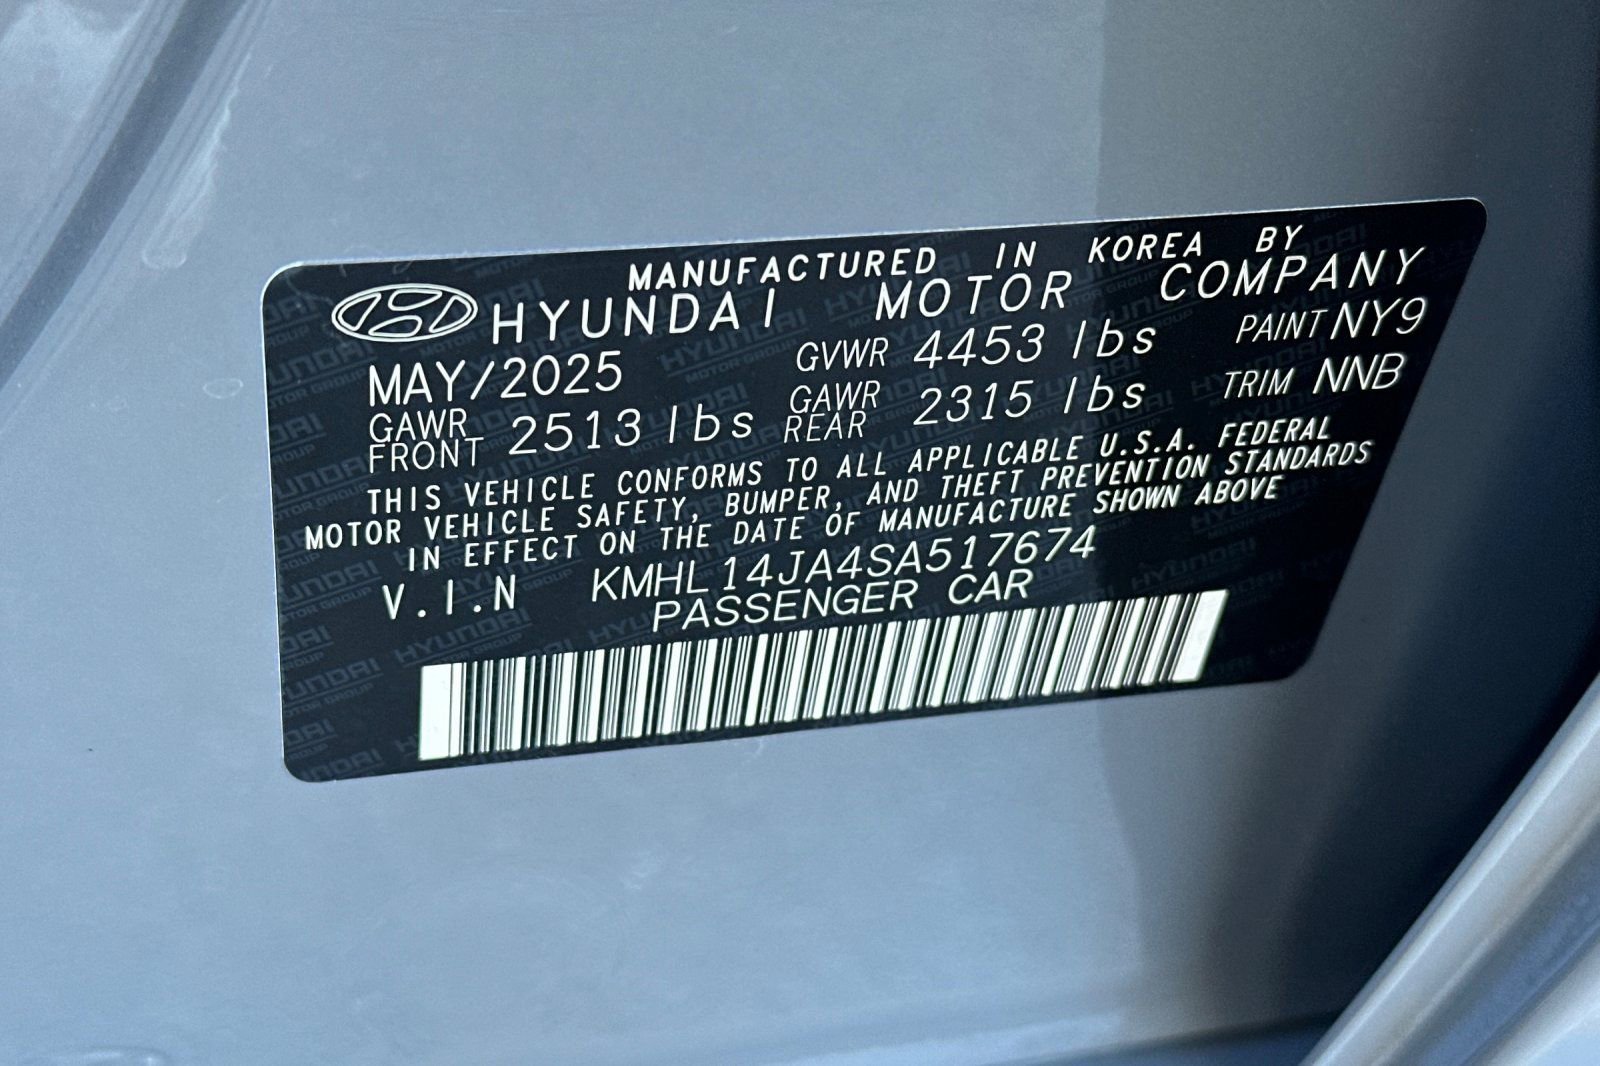 MANUFACTURED IN KOREA BY
HYUNDAI MOTOR COMPANY
MAY/2025 GVWR 4453 lbs PAINT NY9
GAWR FRONT 2513 lbs GAWR REAR 2315 lbs TRIM NNB
THIS VEHICLE CONFORMS TO ALL APPLICABLE U.S.A. FEDERAL
MOTOR VEHICLE SAFETY, BUMPER, AND THEFT PREVENTION STANDARDS
IN EFFECT ON THE DATE OF MANUFACTURE SHOWN ABOVE
V.I.N KMHL14JA4SA517674
PASSENGER CAR